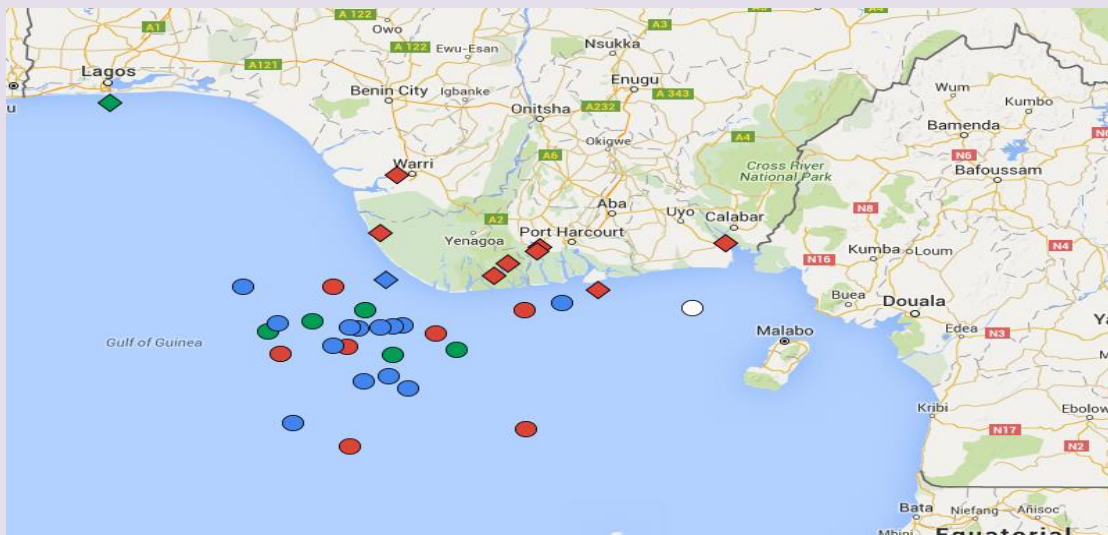 A 122
A3
A1
Owo
A 122
Ewu-Esan
Nsukka
Lagos
A121
Enugu
Wum
Benin City
Igbanke
A 343
Kumbo
u
Onitsha
A232
Bamenda
A4
Okigwe
N6
A6
Cross River
National Park
Bafoussam
Warri
Aba
Uyo
Calabar
N8
A2
Yenagoa
Port Harcourt
Kumba
Loum
N4
N16
Buea
Douala
Malabo
Edea
N3
Ya
Gulf of Guinea
Kribi
Ebolow
N17
N2
Bata
Niefang
Añisoc
Equatorial